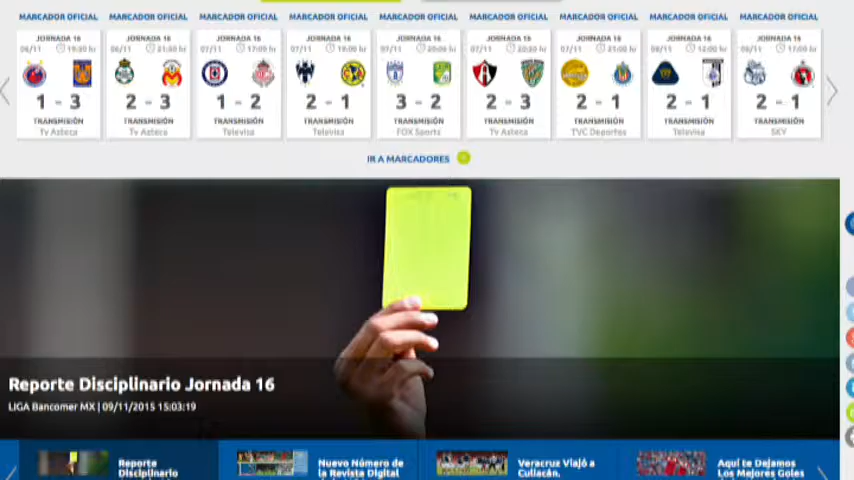 MARCADOR OFICIAL MARCADOR OFICIAL MARCADOR OFICIAL MARCADOR OFICIAL MARCADOR OFICIAL MARCADOR OFICIAL MARCADOR OFICIAL MARCADOR OFICIAL MARCADOR OFICIAL
JORNADA 16 JORNADA 16 JORNADA 16 JORNADA 16 JORNADA 16 JORNADA 16 JORNADA 16 JORNADA 16 JORNADA 16
06/11 19:30 hr 06/11 21:30 hr 07/11 17:00 hr 07/11 19:00 hr 07/11 20:06 hr 07/11 20:30 hr 07/11 21:00 hr 08/11 12:00 hr 08/11 17:00 hr
1 - 3 2 - 3 1 - 2 2 - 1 3 - 2 2 - 3 2 - 1 2 - 1 2 - 1
TRANSMISIÓN TRANSMISIÓN TRANSMISIÓN TRANSMISIÓN TRANSMISIÓN TRANSMISIÓN TRANSMISIÓN TRANSMISIÓN TRANSMISIÓN
Tv Azteca Tv Azteca Televisa Televisa FOX Sports Tv Azteca TVC Deportes Televisa SKY
IR A MARCADORES
Reporte Disciplinario Jornada 16
LIGA Bancomer MX | 09/11/2015 15:03:19
Reporte Nuevo Número de Veracruz Viajó a Aquí te Dejamos
Disciplinario la Revista Digital Culiacán. Los Mejores Goles